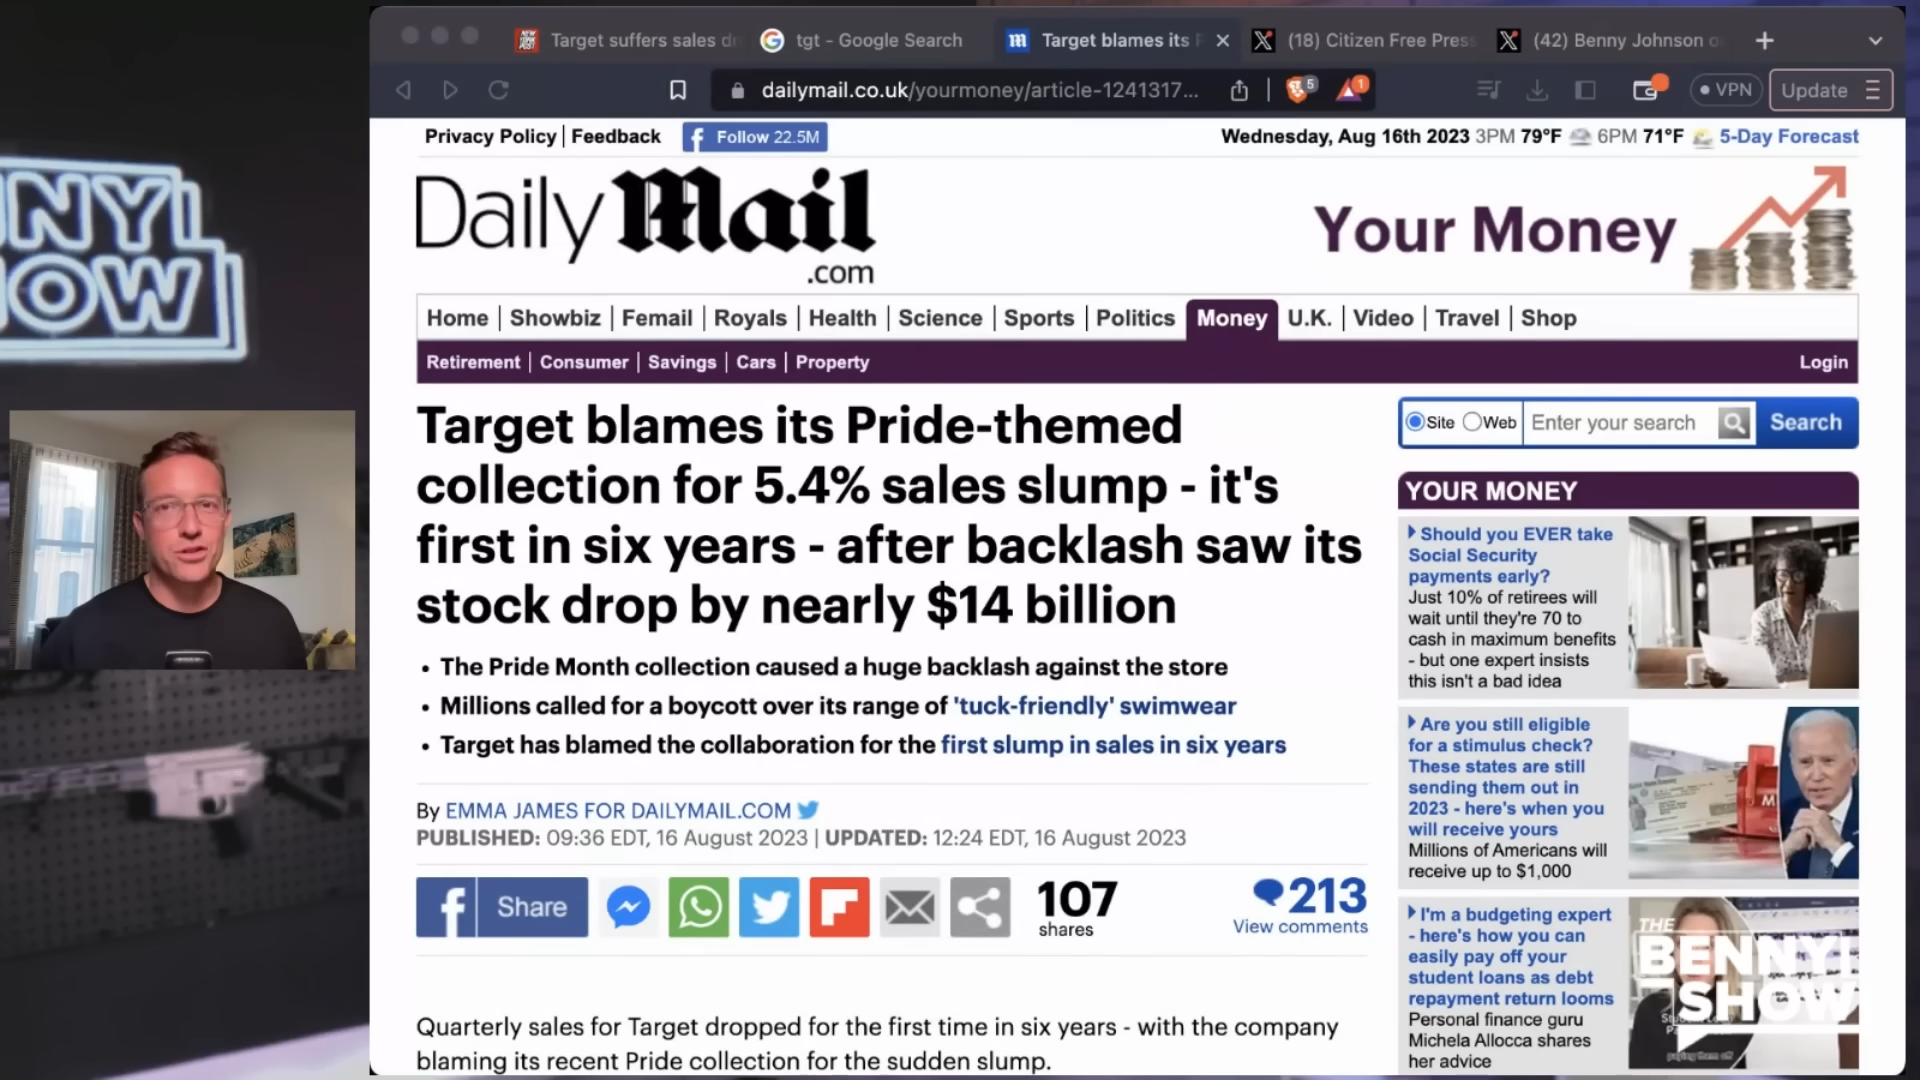 Target suffers sales
tgt - Google Search
Target blames its
(18) Citizen Free Press
(42) Benny Johnson
dailymail.co.uk/yourmoney/article-1241317...
5
1
VPN
Update
Privacy Policy | Feedback
Follow 22.5M
Wednesday, Aug 16th 2023 3PM 79°F 6PM 71°F 5-Day Forecast
Daily Mail
.com
Your Money
Home | Showbiz | Femail | Royals | Health | Science | Sports | Politics | Money | U.K. | Video | Travel | Shop
Retirement | Consumer | Savings | Cars | Property
Login
NY
OW
Target blames its Pride-themed
collection for 5.4% sales slump - it's
first in six years - after backlash saw its
stock drop by nearly $14 billion
• The Pride Month collection caused a huge backlash against the store
• Millions called for a boycott over its range of 'tuck-friendly' swimwear
• Target has blamed the collaboration for the first slump in sales in six years
By EMMA JAMES FOR DAILYMAIL.COM
PUBLISHED: 09:36 EDT, 16 August 2023 | UPDATED: 12:24 EDT, 16 August 2023
Share
107
shares
213
View comments
Quarterly sales for Target dropped for the first time in six years - with the company
blaming its recent Pride collection for the sudden slump.
Site Web Enter your search Search
YOUR MONEY
Should you EVER take
Social Security
payments early?
Just 10% of retirees will
wait until they're 70 to
cash in maximum benefits
- but one expert insists
this isn't a bad idea
Are you still eligible
for a stimulus check?
These states are still
sending them out in
2023 - here's when you
will receive yours
Millions of Americans will
receive up to $1,000
I'm a budgeting expert
- here's how you can
easily pay off your
student loans as debt
repayment return looms
Personal finance guru
Michela Allocca shares
her advice
THE
BENNY
SHOW
paying them off